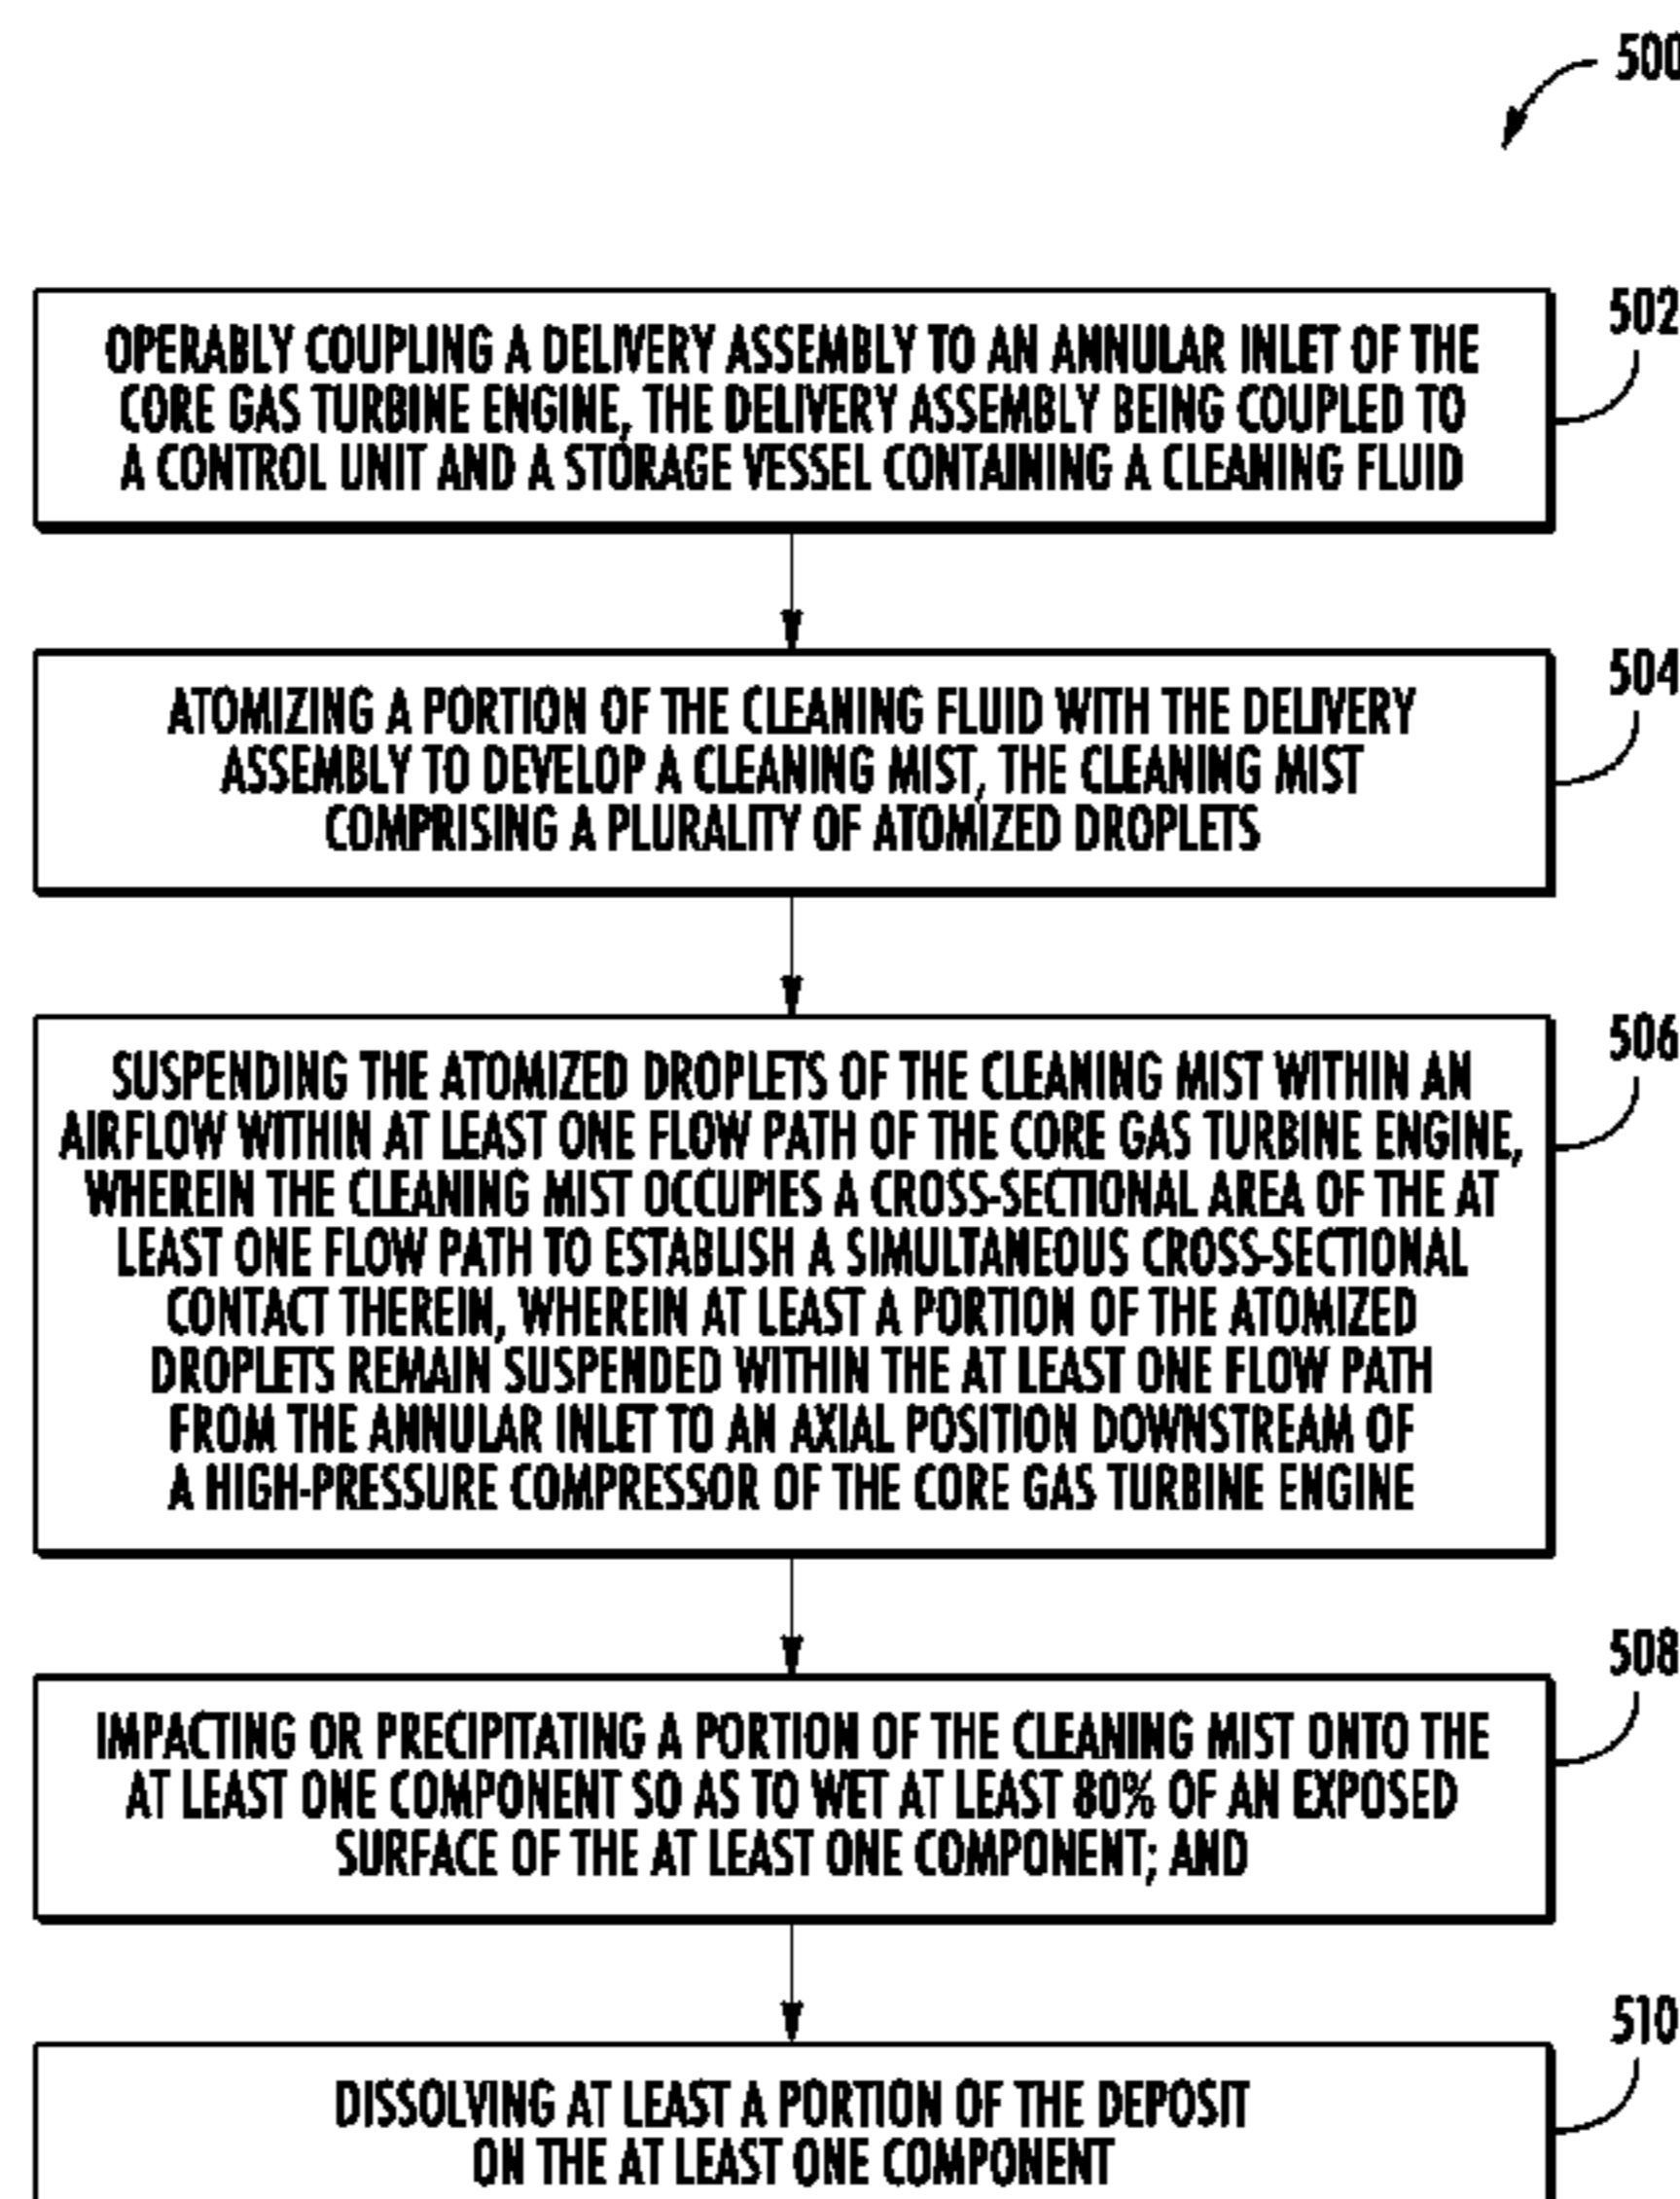 500
502
OPERABLY COUPLING A DELIVERY ASSEMBLY TO AN ANNULAR INLET OF THE
CORE GAS TURBINE ENGINE, THE DELIVERY ASSEMBLY BEING COUPLED TO
A CONTROL UNIT AND A STORAGE VESSEL CONTAINING A CLEANING FLUID
504
ATOMIZING A PORTION OF THE CLEANING FLUID WITH THE DELIVERY
ASSEMBLY TO DEVELOP A CLEANING MIST, THE CLEANING MIST
COMPRISING A PLURALITY OF ATOMIZED DROPLETS
506
SUSPENDING THE ATOMIZED DROPLETS OF THE CLEANING MIST WITHIN AN
AIRFLOW WITHIN AT LEAST ONE FLOW PATH OF THE CORE GAS TURBINE ENGINE,
WHEREIN THE CLEANING MIST OCCUPIES A CROSS-SECTIONAL AREA OF THE AT
LEAST ONE FLOW PATH TO ESTABLISH A SIMULTANEOUS CROSS-SECTIONAL
CONTACT THEREIN, WHEREIN AT LEAST A PORTION OF THE ATOMIZED
DROPLETS REMAIN SUSPENDED WITHIN THE AT LEAST ONE FLOW PATH
FROM THE ANNULAR INLET TO AN AXIAL POSITION DOWNSTREAM OF
A HIGH-PRESSURE COMPRESSOR OF THE CORE GAS TURBINE ENGINE
508
IMPACTING OR PRECIPITATING A PORTION OF THE CLEANING MIST ONTO THE
AT LEAST ONE COMPONENT SO AS TO WET AT LEAST 80% OF AN EXPOSED
SURFACE OF THE AT LEAST ONE COMPONENT; AND
510
DISSOLVING AT LEAST A PORTION OF THE DEPOSIT
ON THE AT LEAST ONE COMPONENT